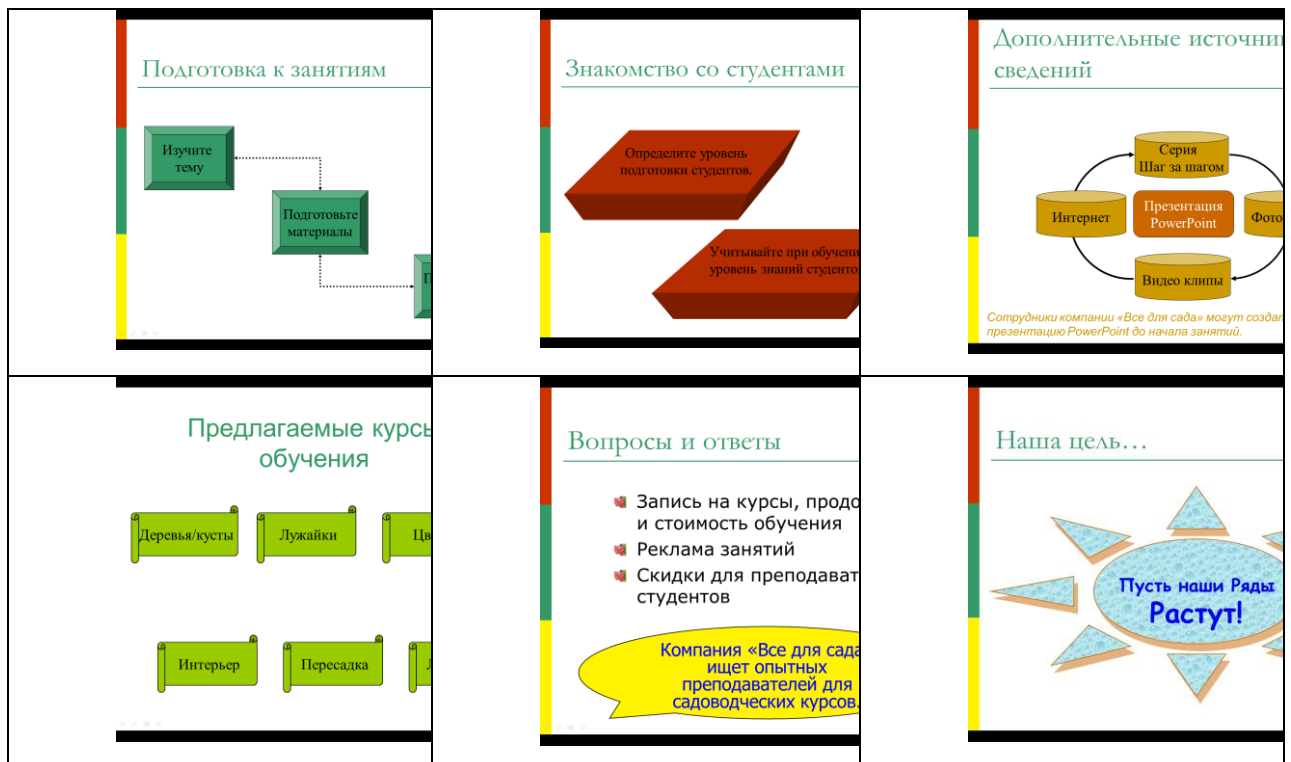 Подготовка к занятиям
Изучите
тему
Подготовьте
материалы
П
Знакомство со студентами
Определите уровень
подготовки студентов.
Учитывайте при обучени
уровень знаний студенто
Дополнительные источни
сведений
Серия
Шаг за шагом
Интернет
Презентация
PowerPoint
Фото
Видео клипы
Сотрудники компании «Все для сада» могут создат
презентацию PowerPoint до начала занятий.
Предлагаемые курсы
обучения
Деревья/кусты
Лужайки
Цв
Интерьер
Пересадка
Вопросы и ответы
Запись на курсы, продо
и стоимость обучения
Реклама занятий
Скидки для преподават
студентов
Компания «Все для сада
ищет опытных
преподавателей для
садоводческих курсов.
Наша цель...
Пусть наши Ряды
Растут!